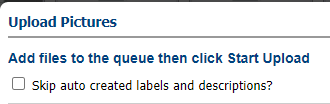 Upload Pictures
Add files to the queue then click Start Upload
Skip auto created labels and descriptions?